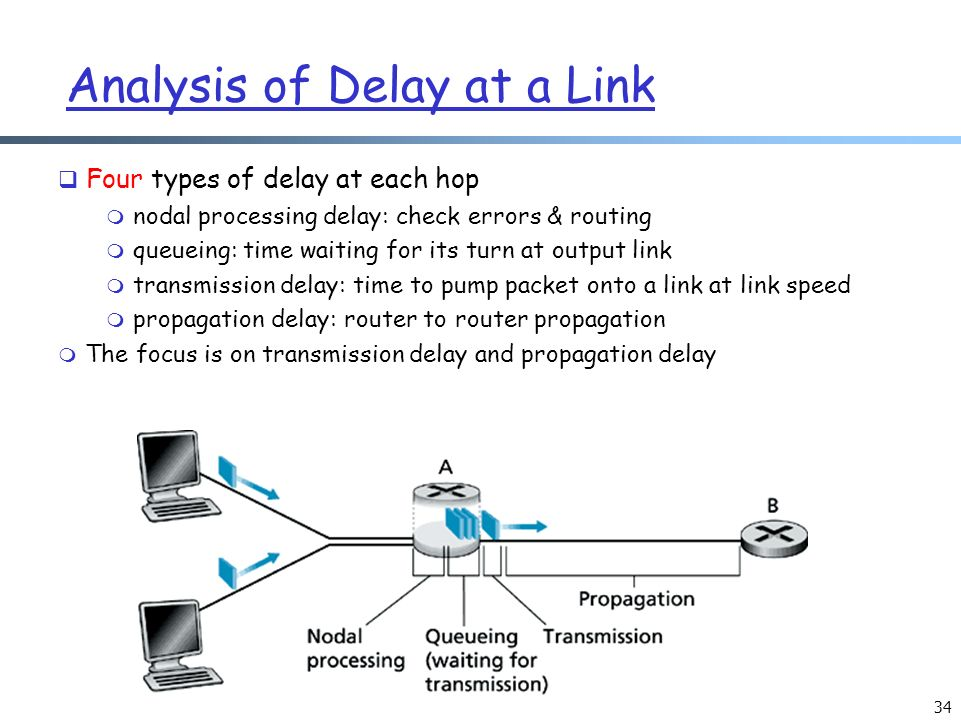 Analysis of Delay at a Link
Four types of delay at each hop
nodal processing delay: check errors & routing
queueing: time waiting for its turn at output link
transmission delay: time to pump packet onto a link at link speed
propagation delay: router to router propagation
The focus is on transmission delay and propagation delay
A
B
Propagation
Nodal
processing
Queueing
(waiting for
transmission)
Transmission
34